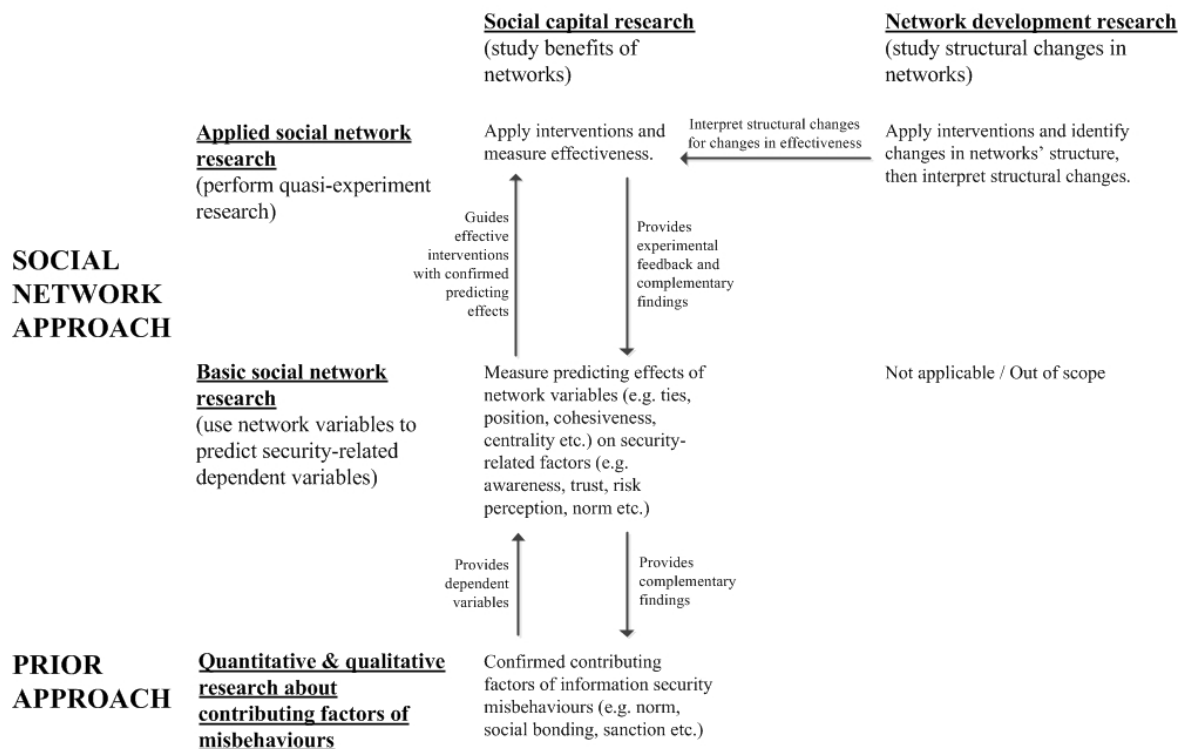 Social capital research
(study benefits of
networks)
Network development research
(study structural changes in
networks)
Applied social network
research
(perform quasi-experiment
research)
Apply interventions and
measure effectiveness.
Interpret structural changes
for changes in effectiveness
Apply interventions and identify
changes in networks' structure,
then interpret structural changes.
SOCIAL
NETWORK
APPROACH
Guides
effective
interventions
with confirmed
predicting
effects
Provides
experimental
feedback and
complementary
findings
Basic social network
research
(use network variables to
predict security-related
dependent variables)
Measure predicting effects of
network variables (e.g. ties,
position, cohesiveness,
centrality etc.) on security-
related factors (e.g.
awareness, trust, risk
perception, norm etc.)
Not applicable / Out of scope
Provides
dependent
variables
Provides
complementary
findings
PRIOR
APPROACH
Quantitative & qualitative
research about
contributing factors of
misbehaviours
Confirmed contributing
factors of information security
misbehaviours (e.g. norm,
social bonding, sanction etc.)